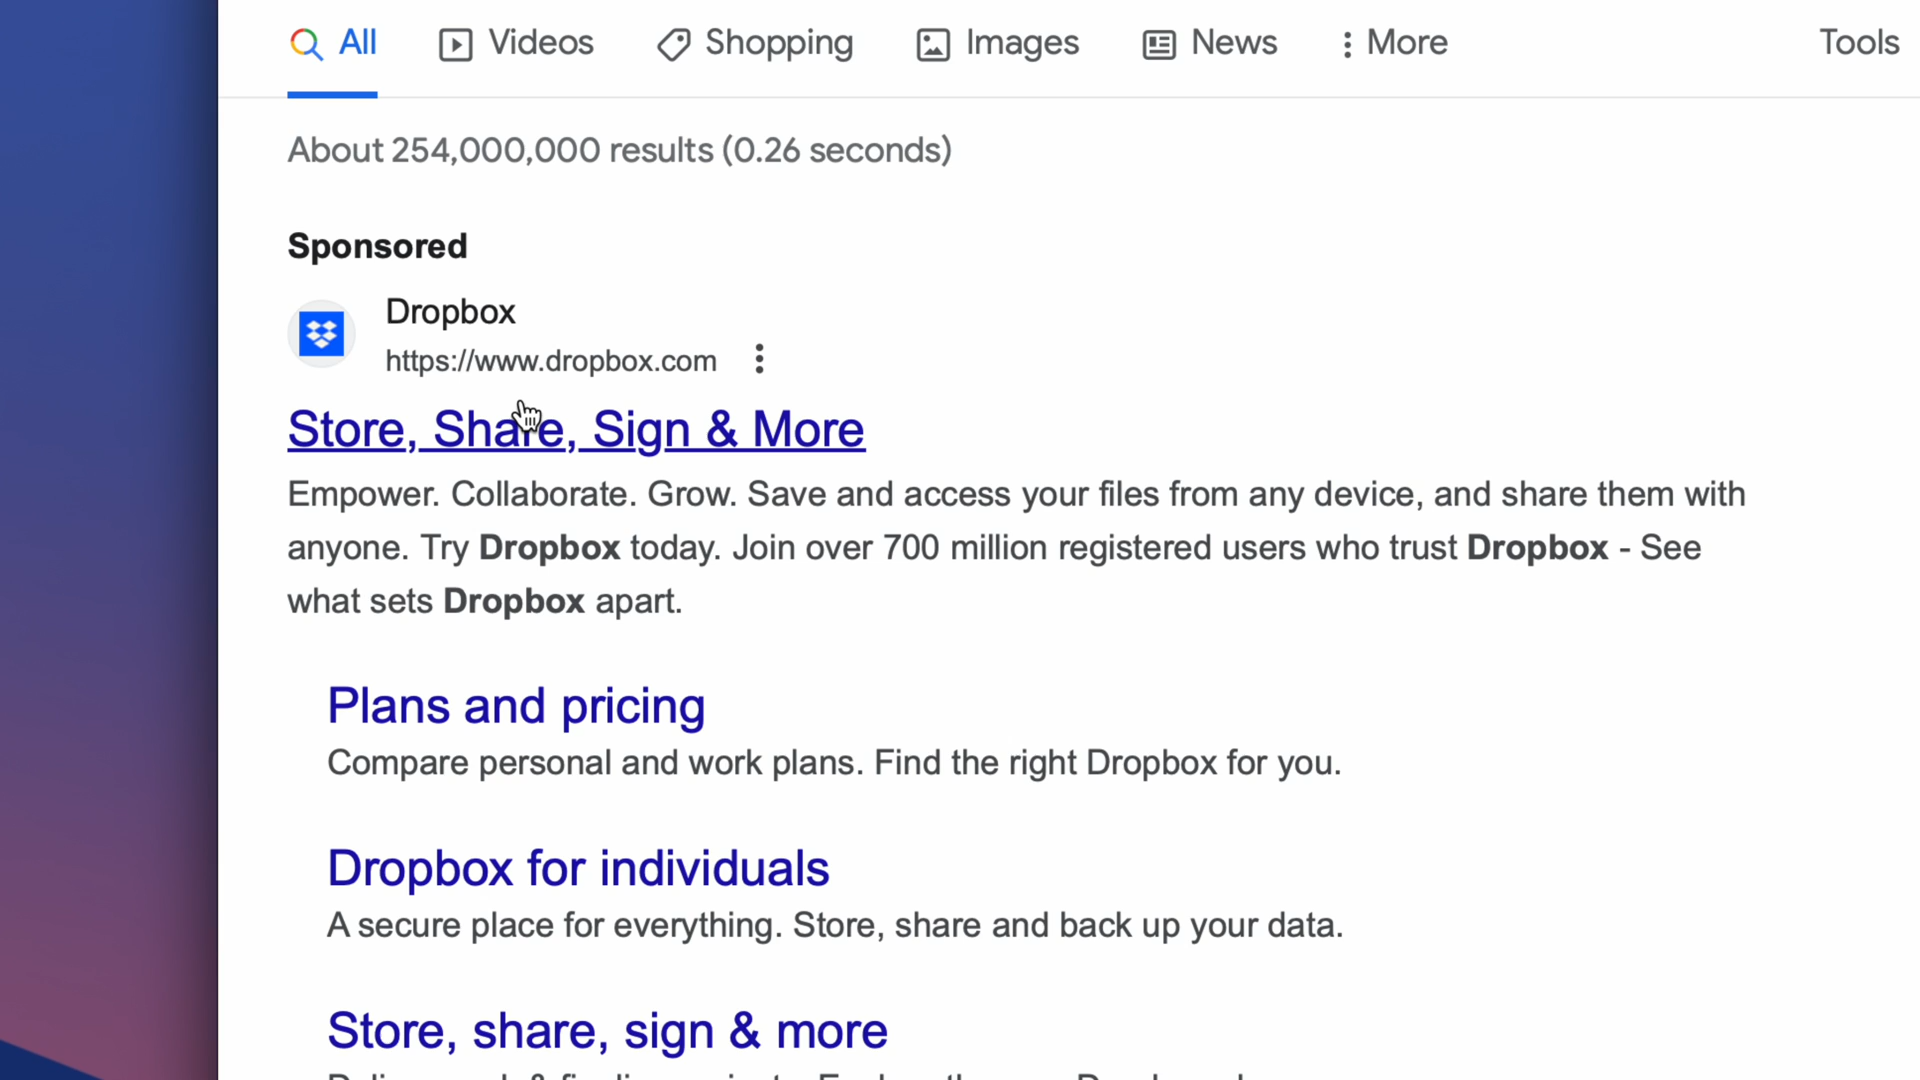 All Videos Shopping Images News More Tools
About 254,000,000 results (0.26 seconds)
Sponsored
Dropbox
https://www.dropbox.com
Store, Share, Sign & More
Empower. Collaborate. Grow. Save and access your files from any device, and share them with
anyone. Try Dropbox today. Join over 700 million registered users who trust Dropbox - See
what sets Dropbox apart.
Plans and pricing
Compare personal and work plans. Find the right Dropbox for you.
Dropbox for individuals
A secure place for everything. Store, share and back up your data.
Store, share, sign & more